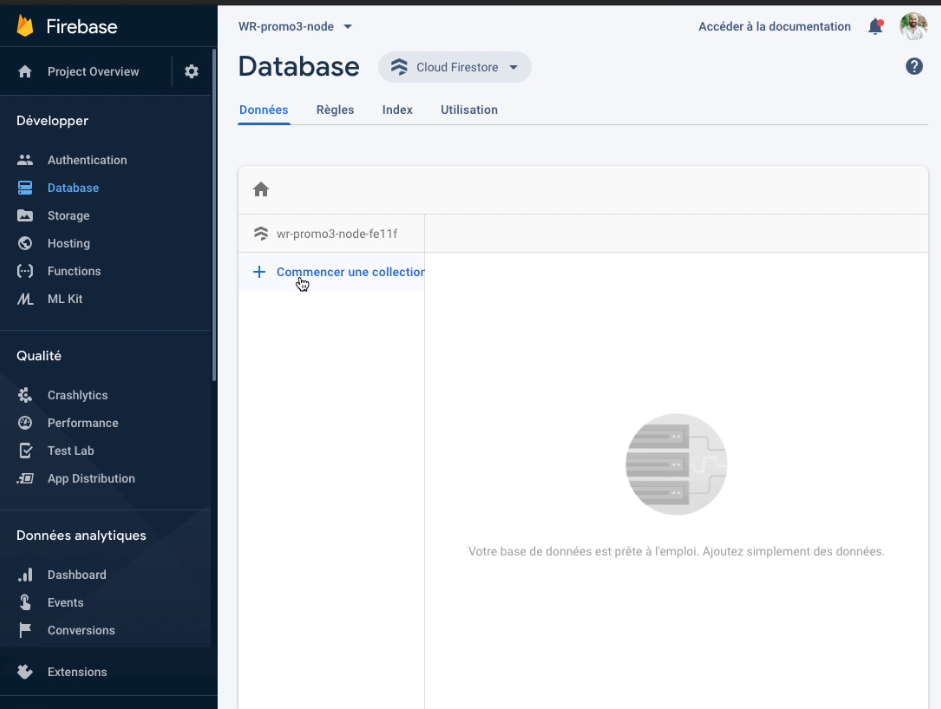 Firebase
Project Overview
Développer
Authentication
Database
Storage
Hosting
Functions
ML Kit
Qualité
Crashlytics
Performance
Test Lab
App Distribution
Données analytiques
Dashboard
Events
Conversions
Extensions
WR-promo3-node
Accéder à la documentation
Database
Cloud Firestore
Données Règles Index Utilisation
wr-promo3-node-fe11f
+ Commencer une collection
Votre base de données est prête à l'emploi. Ajoutez simplement des données.